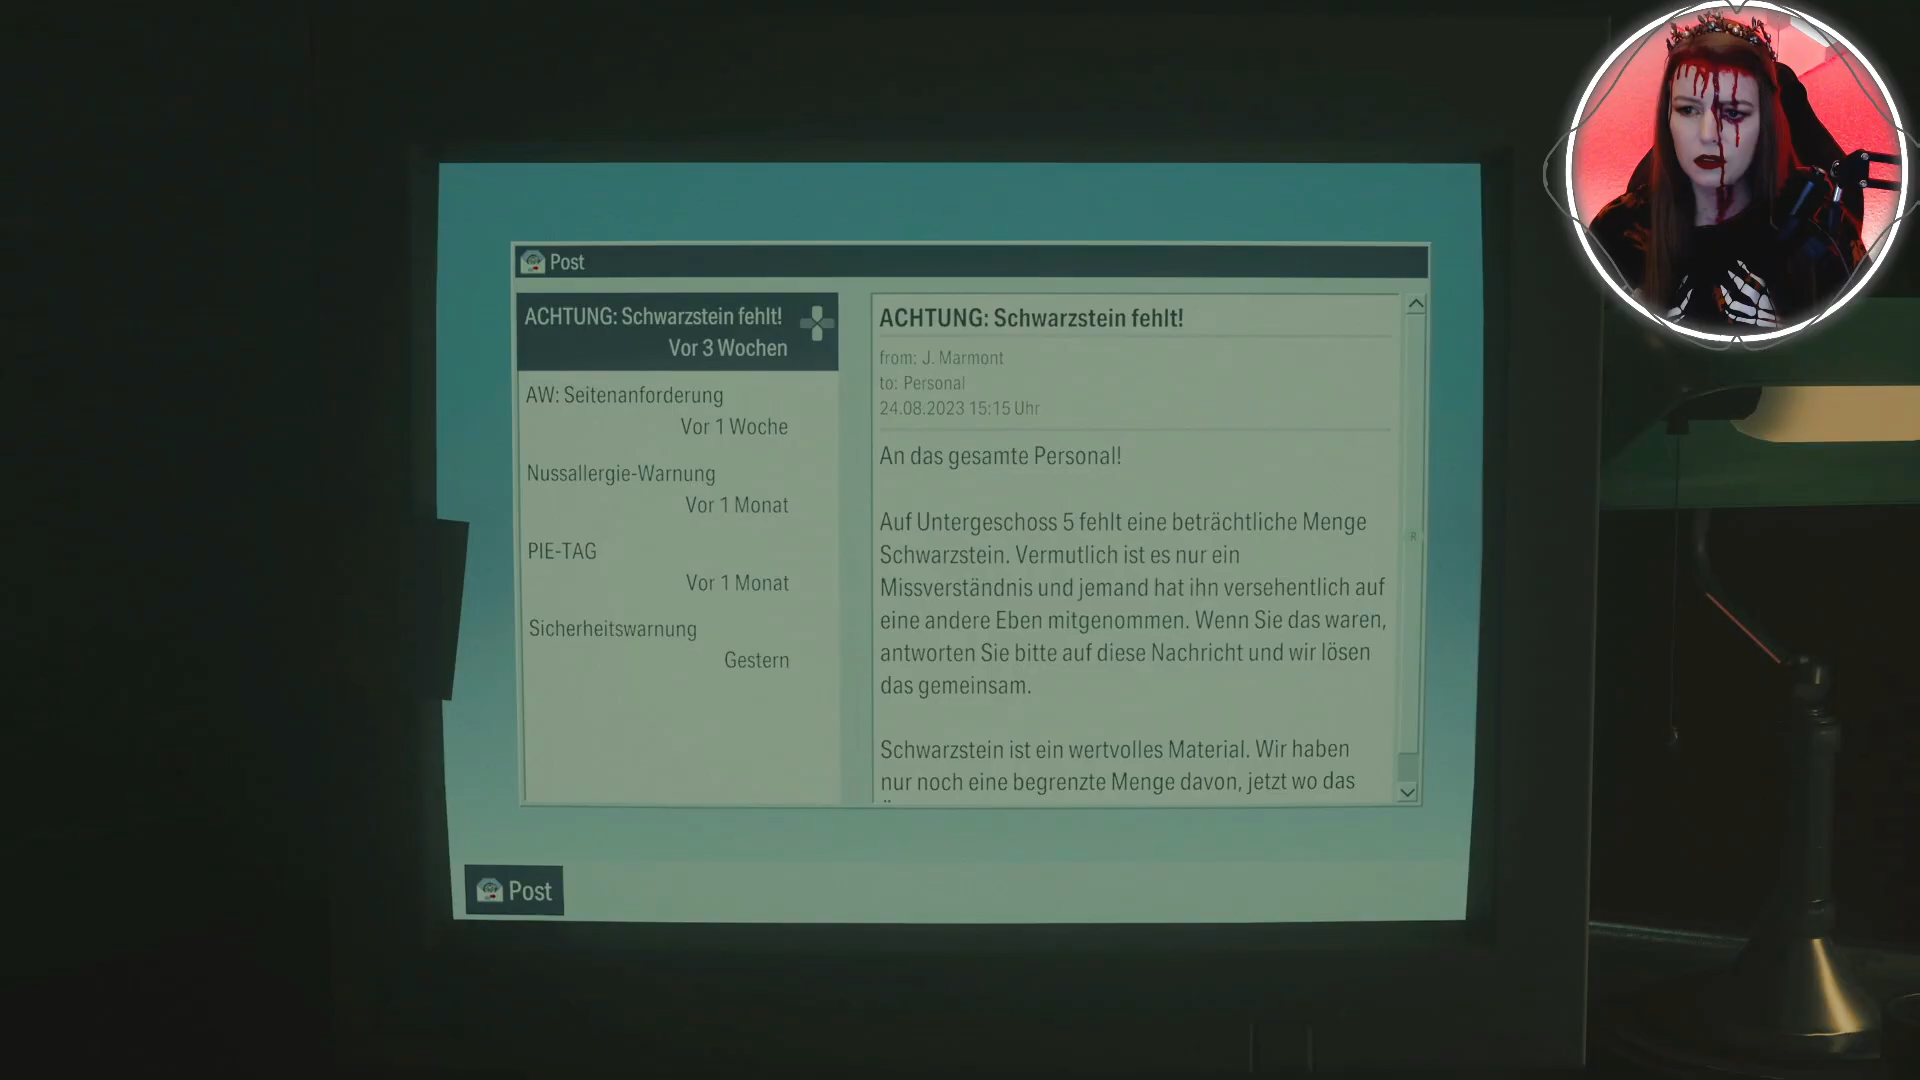 Post
ACHTUNG: Schwarzstein fehlt!
Vor 3 Wochen
AW: Seitenanforderung
Vor 1 Woche
Nussallergie-Warnung
Vor 1 Monat
PIE-TAG
Vor 1 Monat
Sicherheitswarnung
Gestern
ACHTUNG: Schwarzstein fehlt!
from: J. Marmont
to: Personal
24.08.2023 15:15 Uhr
An das gesamte Personal!
Auf Untergeschoss 5 fehlt eine beträchtliche Menge
Schwarzstein. Vermutlich ist es nur ein
Missverständnis und jemand hat ihn versehentlich auf
eine andere Eben mitgenommen. Wenn Sie das waren,
antworten Sie bitte auf diese Nachricht und wir lösen
das gemeinsam.
Schwarzstein ist ein wertvolles Material. Wir haben
nur noch eine begrenzte Menge davon, jetzt wo das
R
Post